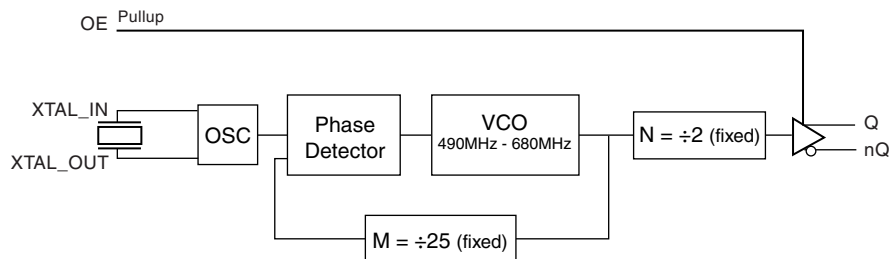 OE Pullup
XTAL_IN
XTAL_OUT
OSC
Phase
Detector
VCO
490MHz - 680MHz
N = ÷2 (fixed)
Q
nQ
M = ÷25 (fixed)